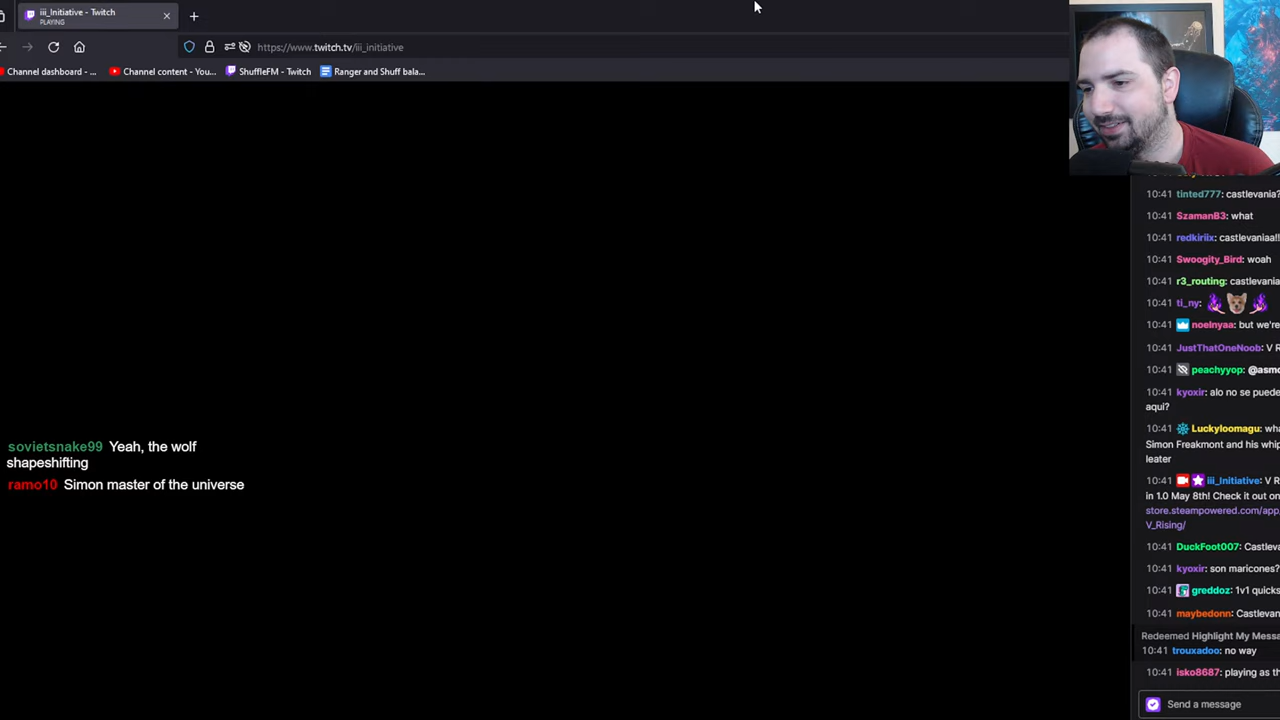 iii_Initiative - Twitch
PLAYING
https://www.twitch.tv/iii_initiative
Channel dashboard - ...
Channel content - You...
ShuffleFM - Twitch
Ranger and Shuff bala...
sovietsnake99 Yeah, the wolf
shapeshifting
ramo10 Simon master of the universe
10:41 tinted777: castlevania?
10:41 SzamanB3: what
10:41 redkiriix: castlevaniaa!!
10:41 Swoogity_Bird: woah
10:41 r3_routing: castlevania
10:41 ti_ny:
10:41 noelnyaa: but we're
10:41 JustThatOneNoob: V R
10:41 peachyyop: @asmo
10:41 kyoxir: alo no se puede
aqui?
10:41 Luckyloomagu: wha
Simon Freakmont and his whip
leater
10:41 iii_Initiative: V R
in 1.0 May 8th! Check it out on
store.steampowered.com/app/
V_Rising/
10:41 DuckFoot007: Castlev
10:41 kyoxir: son maricones?
10:41 greddoz: 1v1 quicks
10:41 maybedonn: Castlevan
Redeemed Highlight My Messa
10:41 trouxadoo: no way
10:41 isko8687: playing as th
Send a message